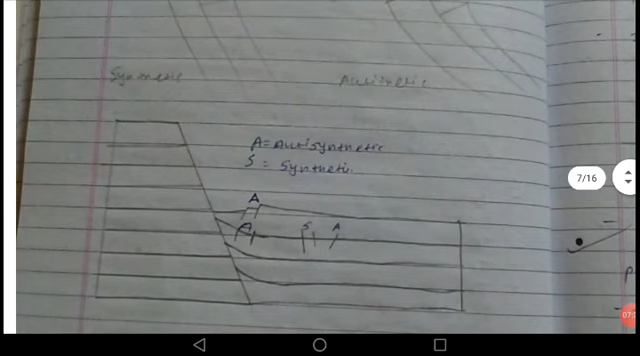 Synthetic
Antithetic
A = Antisynthetic
S = Synthetic.
A
A S A
7/16